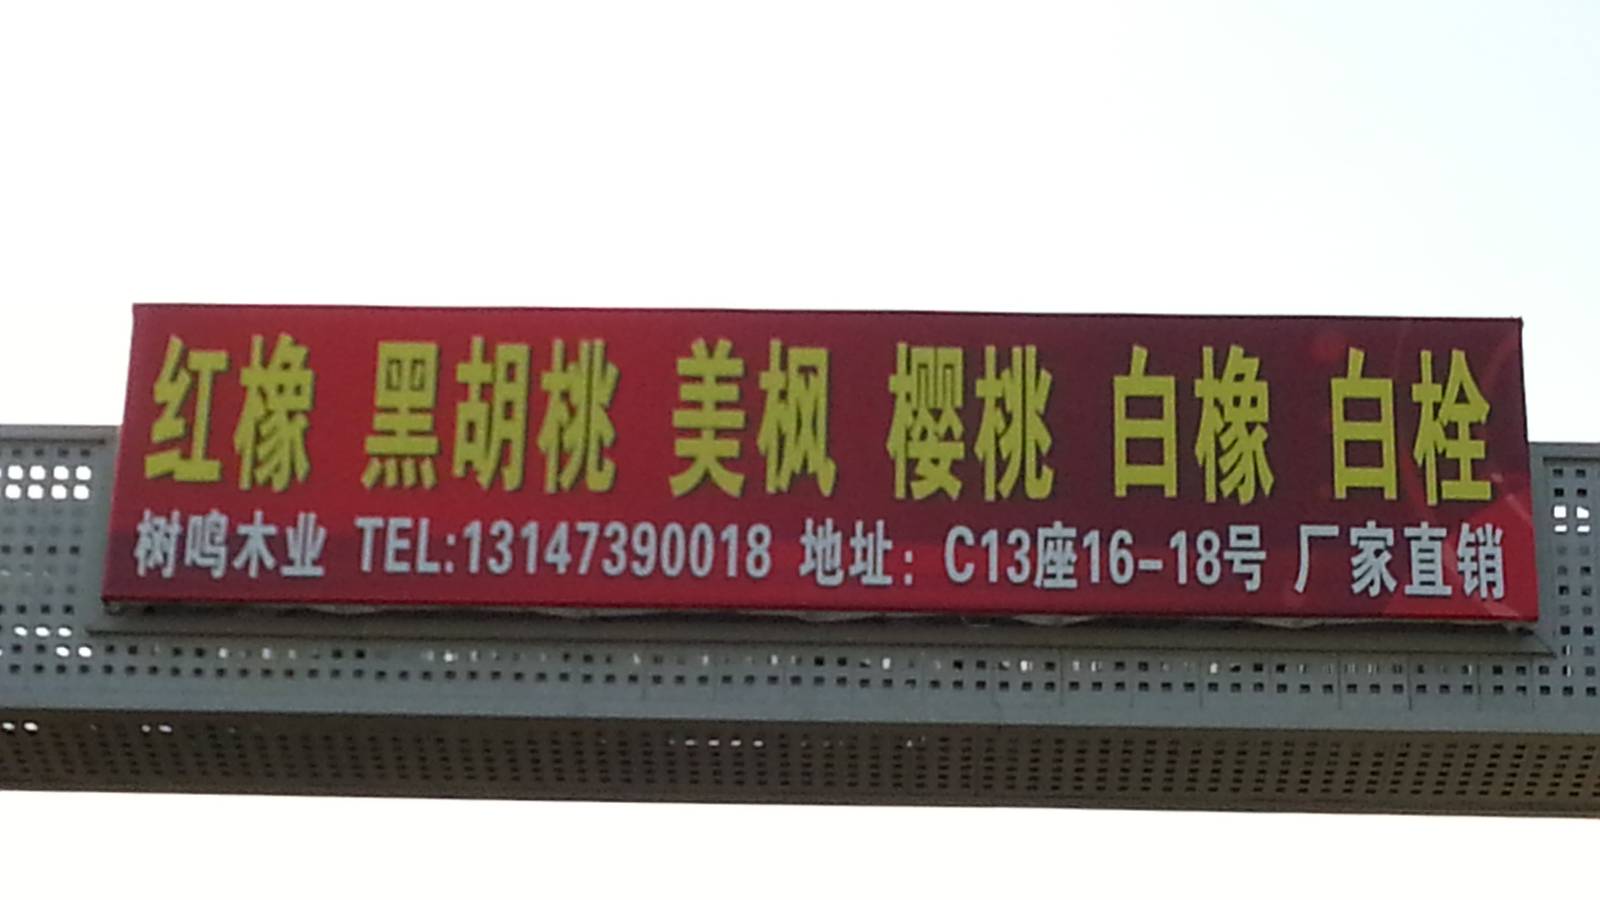 红橡 黑胡桃 美枫 樱桃 白橡 白栓
树鸣木业 TEL:13147390018 地址：C13座16-18号 厂家直销